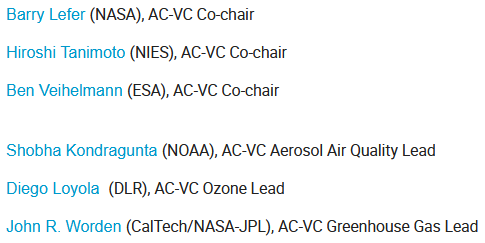 Barry Lefer (NASA), AC-VC Co-chair
Hiroshi Tanimoto (NIES), AC-VC Co-chair
Ben Veihelmann (ESA), AC-VC Co-chair
Shobha Kondragunta (NOAA), AC-VC Aerosol Air Quality Lead
Diego Loyola (DLR), AC-VC Ozone Lead
John R. Worden (CalTech/NASA-JPL), AC-VC Greenhouse Gas Lead